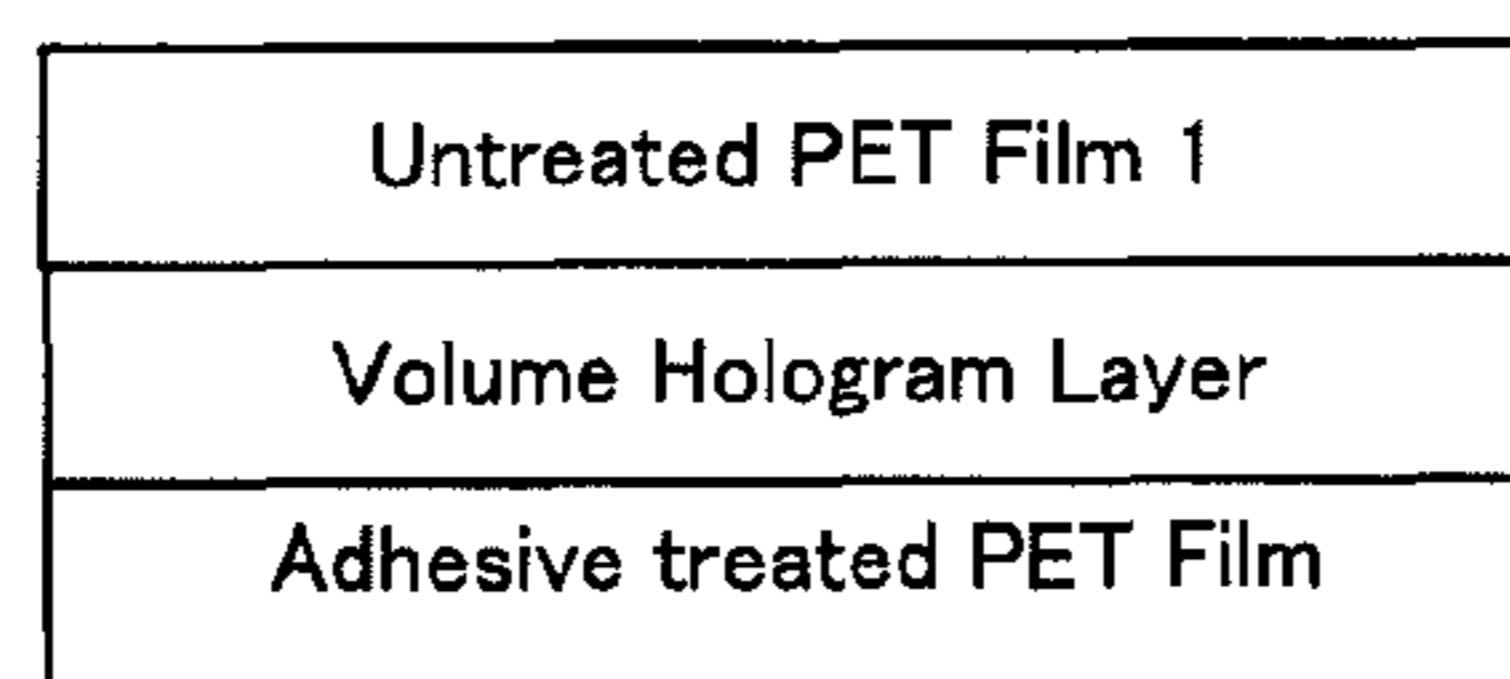 Untreated PET Film 1
Volume Hologram Layer
Adhesive treated PET Film